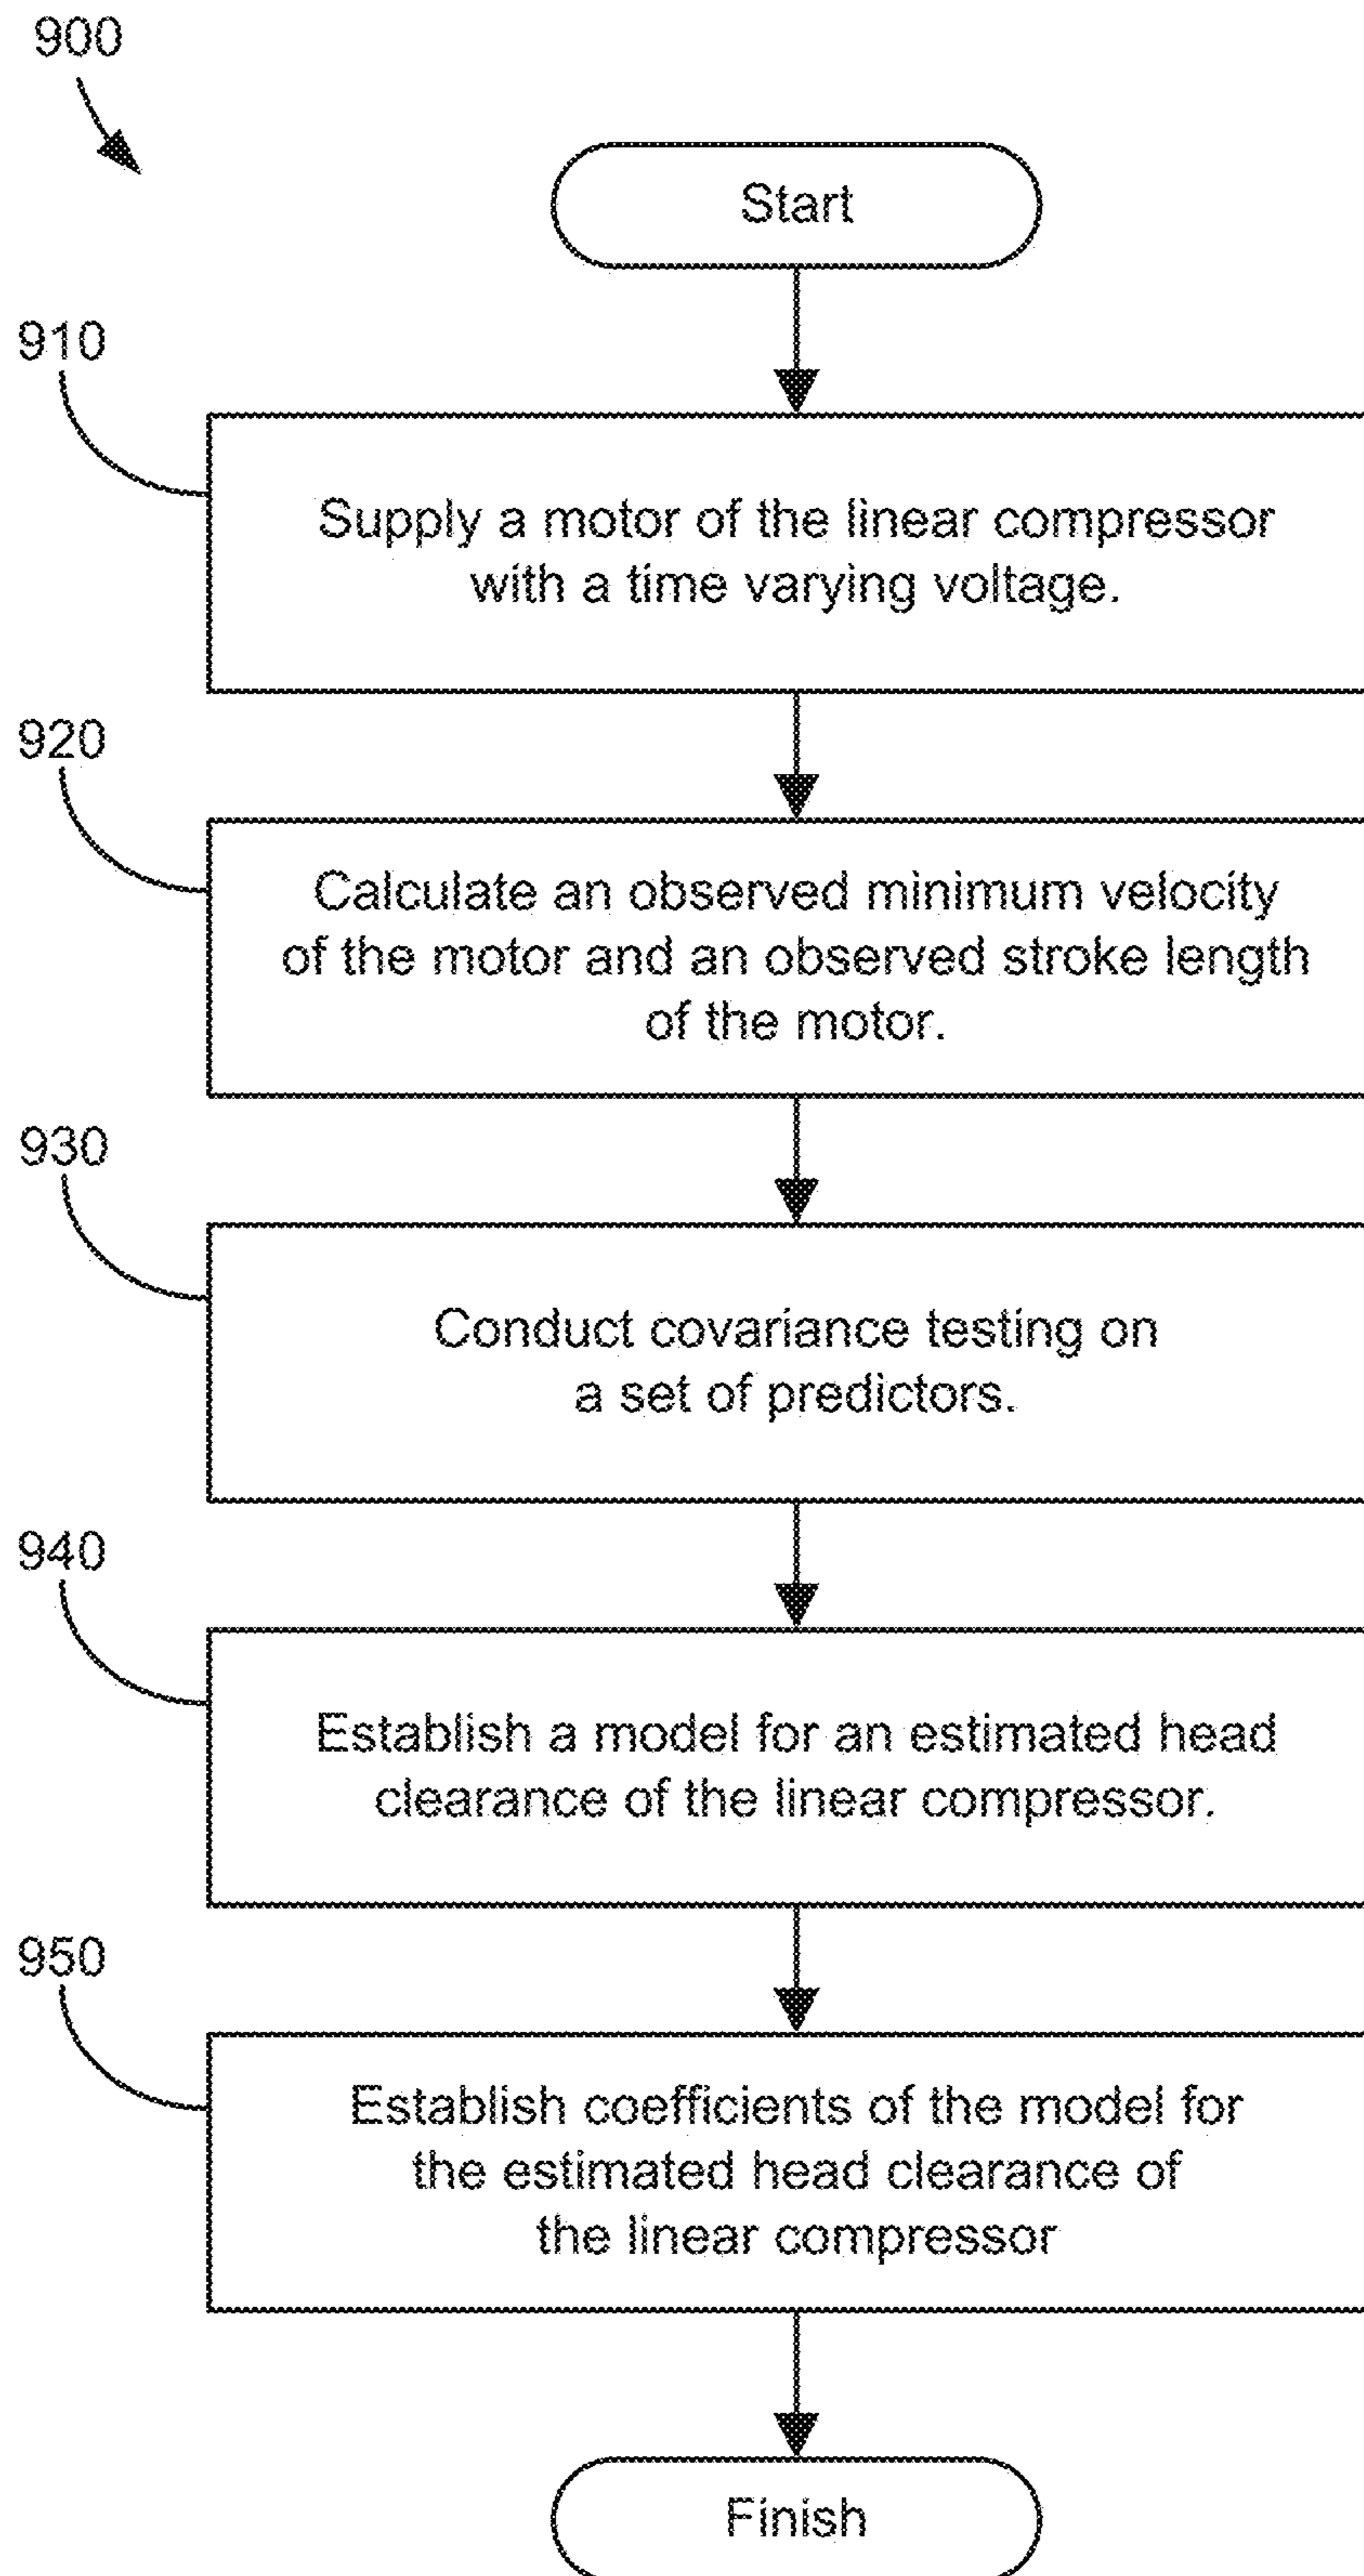 900
Start
910
Supply a motor of the linear compressor
with a time varying voltage.
920
Calculate an observed minimum velocity
of the motor and an observed stroke length
of the motor.
930
Conduct covariance testing on
a set of predictors.
940
Establish a model for an estimated head
clearance of the linear compressor.
950
Establish coefficients of the model for
the estimated head clearance of
the linear compressor
Finish